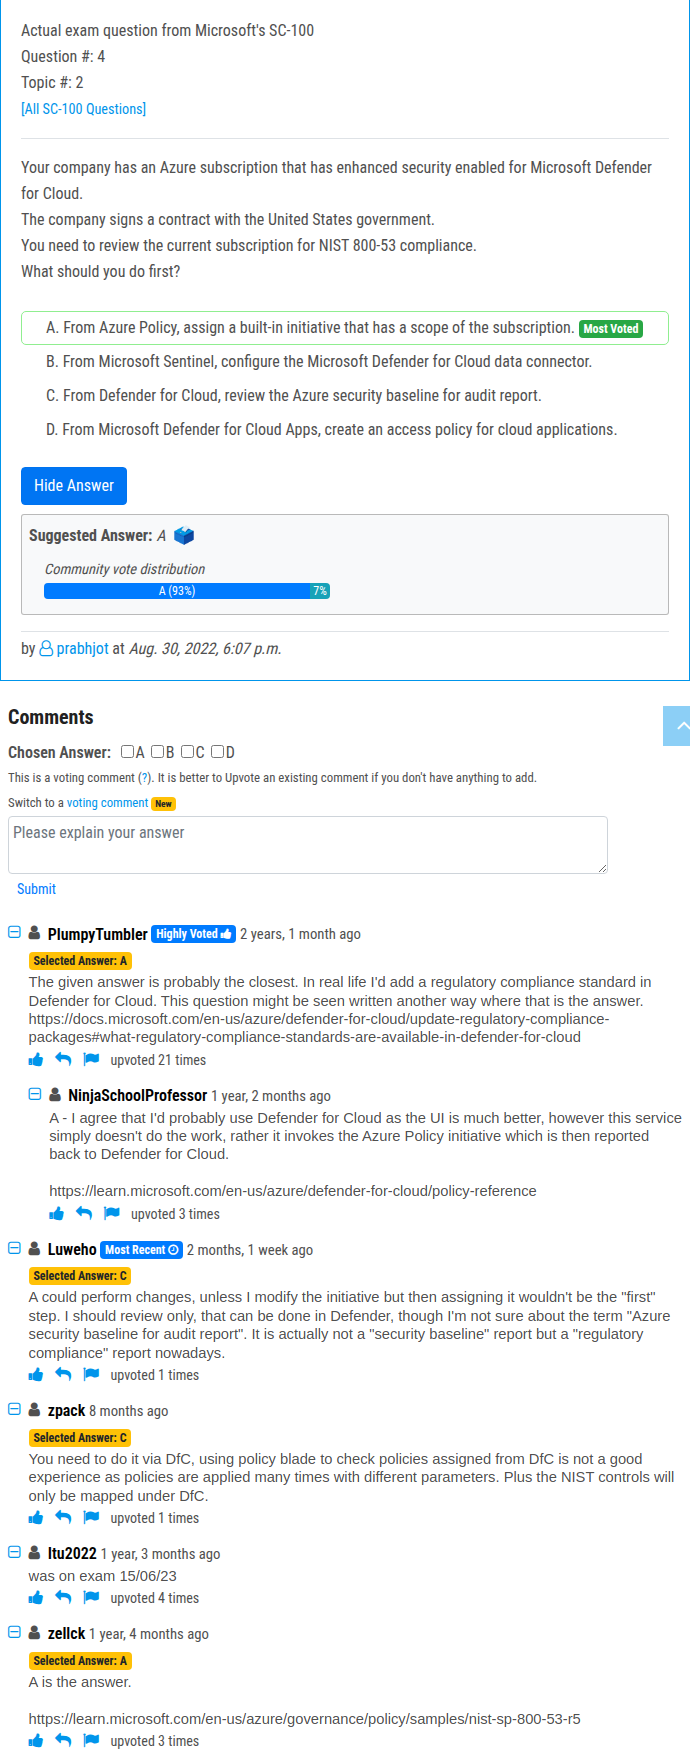 Actual exam question from Microsoft's SC-100
Question #: 4
Topic #: 2
[All SC-100 Questions]
Your company has an Azure subscription that has enhanced security enabled for Microsoft Defender
for Cloud.
The company signs a contract with the United States government.
You need to review the current subscription for NIST 800-53 compliance.
What should you do first?
A. From Azure Policy, assign a built-in initiative that has a scope of the subscription. Most Voted
B. From Microsoft Sentinel, configure the Microsoft Defender for Cloud data connector.
C. From Defender for Cloud, review the Azure security baseline for audit report.
D. From Microsoft Defender for Cloud Apps, create an access policy for cloud applications.
Hide Answer
Suggested Answer: A
Community vote distribution
A (93%) 7%
by prabhjot at Aug. 30, 2022, 6:07 p.m.
Comments
Chosen Answer: A B C D
This is a voting comment (?). It is better to Upvote an existing comment if you don't have anything to add.
Switch to a voting comment New
Please explain your answer
Submit
PlumpyTumbler Highly Voted 2 years, 1 month ago
Selected Answer: A
The given answer is probably the closest. In real life I'd add a regulatory compliance standard in
Defender for Cloud. This question might be seen written another way where that is the answer.
https://docs.microsoft.com/en-us/azure/defender-for-cloud/update-regulatory-compliance-
packages#what-regulatory-compliance-standards-are-available-in-defender-for-cloud
upvoted 21 times
NinjaSchoolProfessor 1 year, 2 months ago
A - I agree that I'd probably use Defender for Cloud as the UI is much better, however this service
simply doesn't do the work, rather it invokes the Azure Policy initiative which is then reported
back to Defender for Cloud.
https://learn.microsoft.com/en-us/azure/defender-for-cloud/policy-reference
upvoted 3 times
Luweho Most Recent 2 months, 1 week ago
Selected Answer: C
A could perform changes, unless I modify the initiative but then assigning it wouldn't be the "first"
step. I should review only, that can be done in Defender, though I'm not sure about the term "Azure
security baseline for audit report". It is actually not a "security baseline" report but a "regulatory
compliance" report nowadays.
upvoted 1 times
zpack 8 months ago
Selected Answer: C
You need to do it via DfC, using policy blade to check policies assigned from DfC is not a good
experience as policies are applied many times with different parameters. Plus the NIST controls will
only be mapped under DfC.
upvoted 1 times
Itu2022 1 year, 3 months ago
was on exam 15/06/23
upvoted 4 times
zellck 1 year, 4 months ago
Selected Answer: A
A is the answer.
https://learn.microsoft.com/en-us/azure/governance/policy/samples/nist-sp-800-53-r5
upvoted 3 times